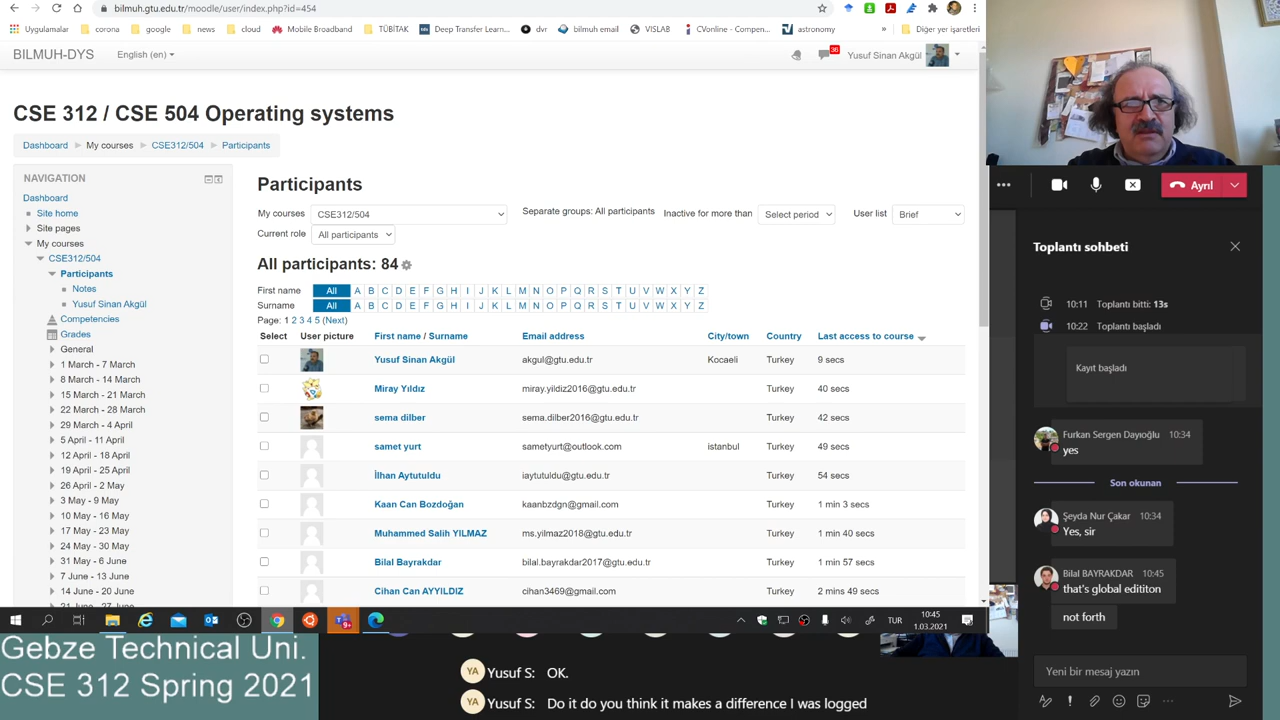 bilmuh.gtu.edu.tr/moodle/user/index.php?id=454
Uygulamalar corona google news cloud Mobile Broadband TÜBİTAK Deep Transfer Learn... dvr bilmuh email VISLAB CVonline - Compen... astronomy Diğer yer işaretleri
BILMUH-DYS English (en) 36 Yusuf Sinan Akgül
CSE 312 / CSE 504 Operating systems
Dashboard My courses CSE312/504 Participants
NAVIGATION
Dashboard
Site home
Site pages
My courses
CSE312/504
Participants
Notes
Yusuf Sinan Akgül
Competencies
Grades
General
1 March - 7 March
8 March - 14 March
15 March - 21 March
22 March - 28 March
29 March - 4 April
5 April - 11 April
12 April - 18 April
19 April - 25 April
26 April - 2 May
3 May - 9 May
10 May - 16 May
17 May - 23 May
24 May - 30 May
31 May - 6 June
7 June - 13 June
14 June - 20 June
21 June - 27 June
Participants
My courses CSE312/504 Separate groups: All participants Inactive for more than Select period User list Brief
Current role All participants
All participants: 84
First name All A B C D E F G H I J K L M N O P Q R S T U V W X Y Z
Surname All A B C D E F G H I J K L M N O P Q R S T U V W X Y Z
Page: 1 2 3 4 5 (Next)
Select User picture First name / Surname Email address City/town Country Last access to course
Yusuf Sinan Akgül akgul@gtu.edu.tr Kocaeli Turkey 9 secs
Miray Yıldız miray.yildiz2016@gtu.edu.tr Turkey 40 secs
sema dilber sema.dilber2016@gtu.edu.tr Turkey 42 secs
samet yurt sametyurt@outlook.com istanbul Turkey 49 secs
İlhan Aytutuldu iaytutuldu@gtu.edu.tr Turkey 54 secs
Kaan Can Bozdoğan kaanbzdgn@gmail.com Turkey 1 min 3 secs
Muhammed Salih YILMAZ ms.yilmaz2018@gtu.edu.tr Turkey 1 min 40 secs
Bilal Bayrakdar bilal.bayrakdar2017@gtu.edu.tr Turkey 1 min 57 secs
Cihan Can AYYILDIZ cihan3469@gmail.com Turkey 2 mins 49 secs
Ayrıl
Toplantı sohbeti
10:11 Toplantı bitti: 13s
10:22 Toplantı başladı
Kayıt başladı
Furkan Sergen Dayıoğlu 10:34
yes
Son okunan
Şeyda Nur Çakar 10:34
Yes, sir
Bilal BAYRAKDAR 10:45
that's global edititon
not forth
Yeni bir mesaj yazın
9+
TUR
10:45
1.03.2021
Gebze Technical Uni.
CSE 312 Spring 2021
YA Yusuf S: OK.
YA Yusuf S: Do it do you think it makes a difference I was logged